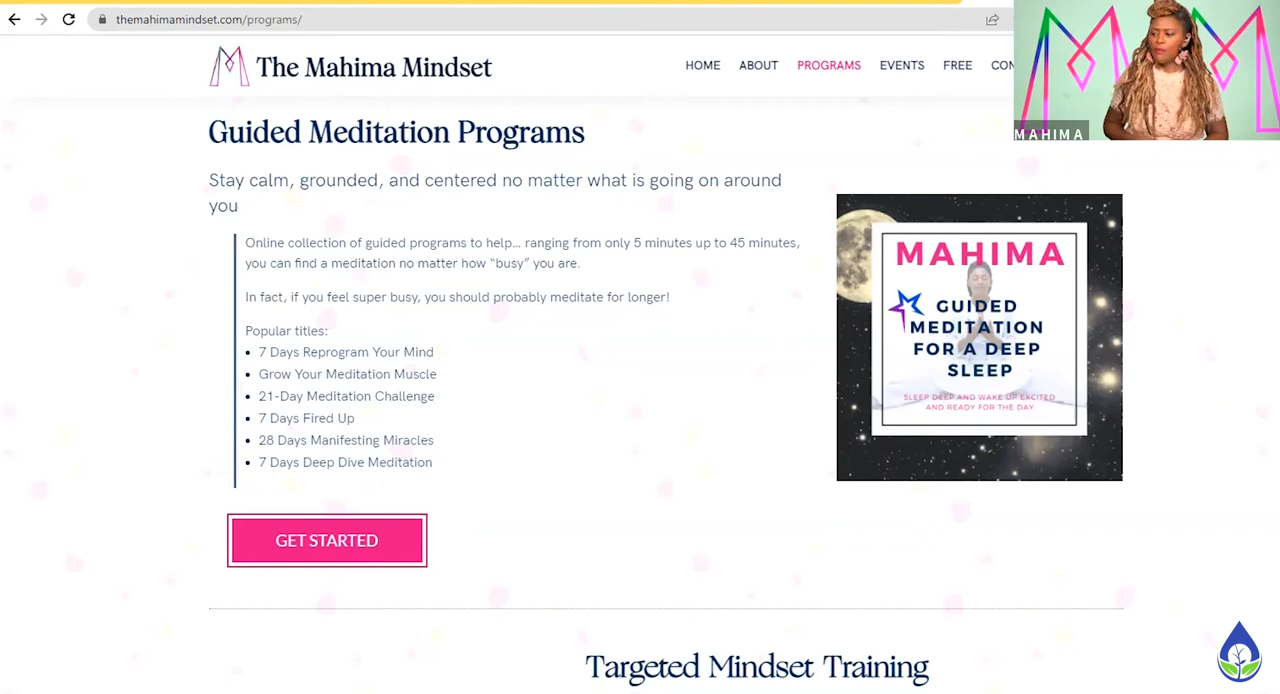 themahimamindset.com/programs/
The Mahima Mindset
HOME ABOUT PROGRAMS EVENTS FREE CON
MAHIMA
Guided Meditation Programs
Stay calm, grounded, and centered no matter what is going on around
you
Online collection of guided programs to help... ranging from only 5 minutes up to 45 minutes,
you can find a meditation no matter how “busy” you are.
In fact, if you feel super busy, you should probably meditate for longer!
Popular titles:
• 7 Days Reprogram Your Mind
• Grow Your Meditation Muscle
• 21-Day Meditation Challenge
• 7 Days Fired Up
• 28 Days Manifesting Miracles
• 7 Days Deep Dive Meditation
MAHIMA
GUIDED
MEDITATION
FOR A DEEP
SLEEP
SLEEP DEEP AND WAKE UP EXCITED
AND READY FOR THE DAY
GET STARTED
Targeted Mindset Training